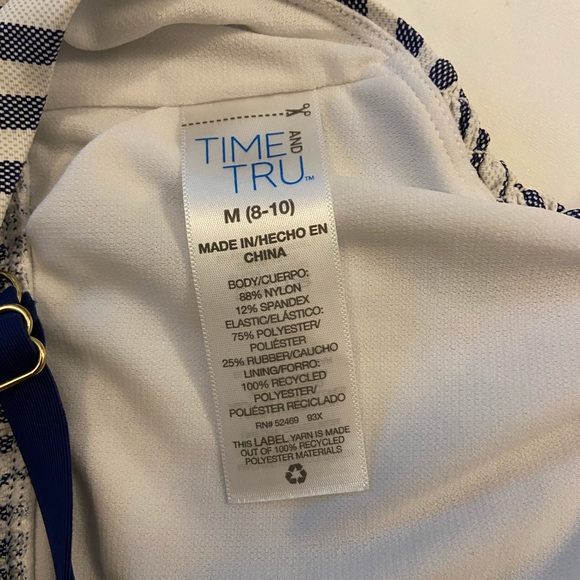 TIME AND
TRU™
M (8-10)
MADE IN/HECHO EN
CHINA
BODY/CUERPO:
88% NYLON
12% SPANDEX
ELASTIC/ELÁSTICO:
75% POLYESTER/
POLIÉSTER
25% RUBBER/CAUCHO
LINING/FORRO:
100% RECYCLED
POLYESTER/
POLIÉSTER RECICLADO
RN# 52469 93X
THIS LABEL YARN IS MADE
OUT OF 100% RECYCLED
POLYESTER MATERIALS